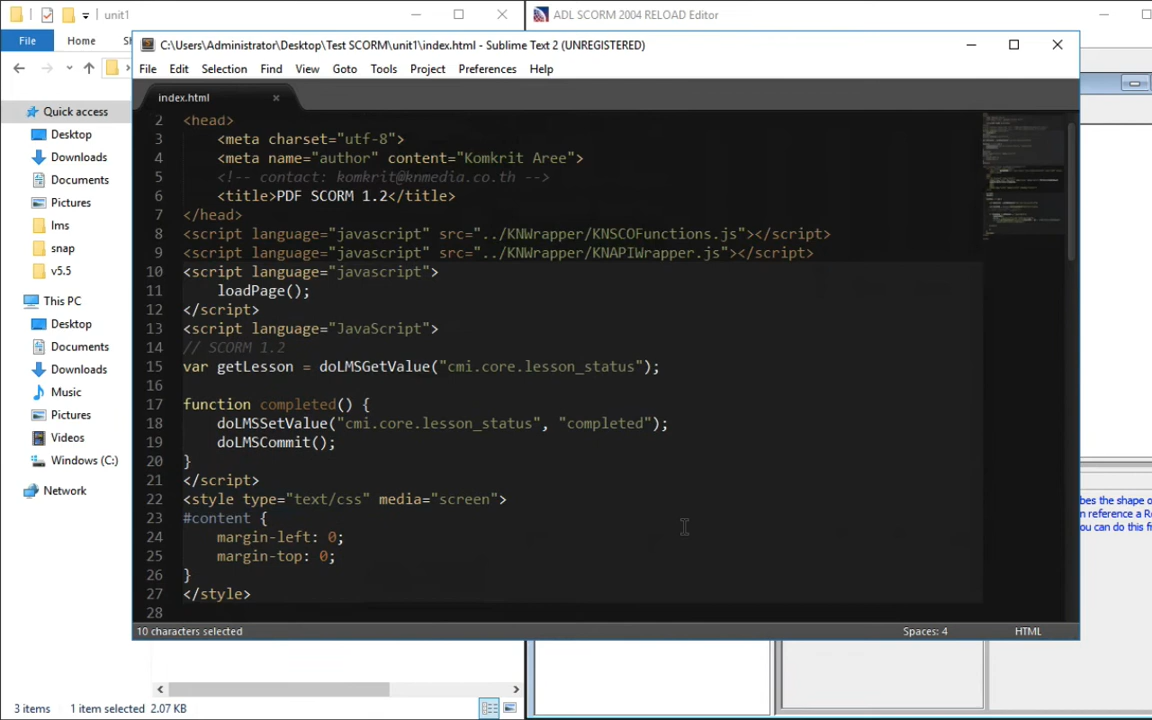 unit1
ADL SCORM 2004 RELOAD Editor
File
Home
Sh
C:\Users\Administrator\Desktop\Test SCORM\unit1\index.html - Sublime Text 2 (UNREGISTERED)
File Edit Selection Find View Goto Tools Project Preferences Help
index.html
Quick access
Desktop
Downloads
Documents
Pictures
lms
snap
v5.5
This PC
Desktop
Documents
Downloads
Music
Pictures
Videos
Windows (C:)
Network
2 <head>
3 <meta charset="utf-8">
4 <meta name="author" content="Komkrit Aree">
5 <!-- contact: komkrit@knmedia.co.th -->
6 <title>PDF SCORM 1.2</title>
7 </head>
8 <script language="javascript" src="../KNWrapper/KNSCOFunctions.js"></script>
9 <script language="javascript" src="../KNWrapper/KNAPIWrapper.js"></script>
10 <script language="javascript">
11 loadPage();
12 </script>
13 <script language="JavaScript">
14 // SCORM 1.2
15 var getLesson = doLMSGetValue("cmi.core.lesson_status");
16
17 function completed() {
18 doLMSSetValue("cmi.core.lesson_status", "completed");
19 doLMSCommit();
20 }
21 </script>
22 <style type="text/css" media="screen">
23 #content {
24 margin-left: 0;
25 margin-top: 0;
26 }
27 </style>
28
10 characters selected
Spaces: 4
HTML
bes the shape o
n reference a R
ou can do this f
3 items
1 item selected 2.07 KB